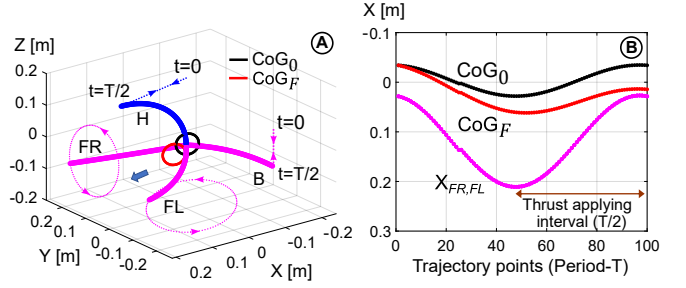 Z [m]
A
CoG0
CoGF
t=0
t=T/2
H
FR
t=0
t=T/2
B
FL
0.2
0.1
0
-0.1
-0.2
0.2
0.1
0
-0.1
-0.2
Y [m]
0.2
0.1
0
-0.1
-0.2
X [m]
X [m]
B
-0.1
0
0.1
0.2
0.3
CoG0
CoGF
XFR,FL
Thrust applying
interval (T/2)
0 20 40 60 80 100
Trajectory points (Period-T)